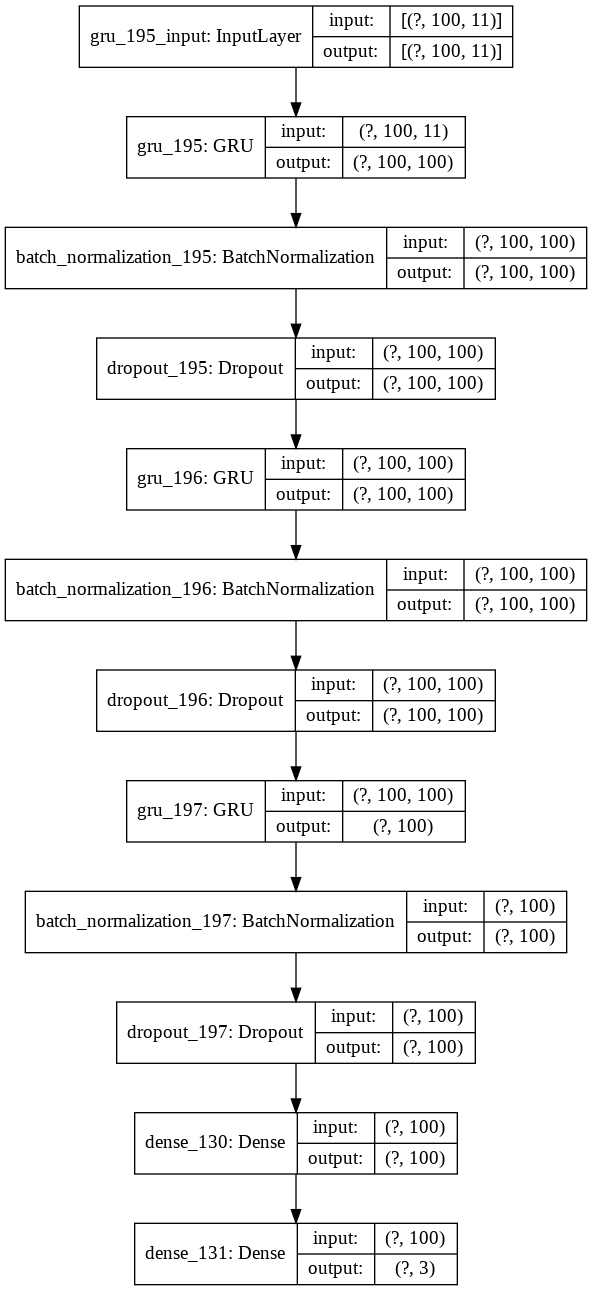 gru_195_input: InputLayer
input: [(?, 100, 11)]
output: [(?, 100, 11)]
gru_195: GRU
input: (?, 100, 11)
output: (?, 100, 100)
batch_normalization_195: BatchNormalization
input: (?, 100, 100)
output: (?, 100, 100)
dropout_195: Dropout
input: (?, 100, 100)
output: (?, 100, 100)
gru_196: GRU
input: (?, 100, 100)
output: (?, 100, 100)
batch_normalization_196: BatchNormalization
input: (?, 100, 100)
output: (?, 100, 100)
dropout_196: Dropout
input: (?, 100, 100)
output: (?, 100, 100)
gru_197: GRU
input: (?, 100, 100)
output: (?, 100)
batch_normalization_197: BatchNormalization
input: (?, 100)
output: (?, 100)
dropout_197: Dropout
input: (?, 100)
output: (?, 100)
dense_130: Dense
input: (?, 100)
output: (?, 100)
dense_131: Dense
input: (?, 100)
output: (?, 3)